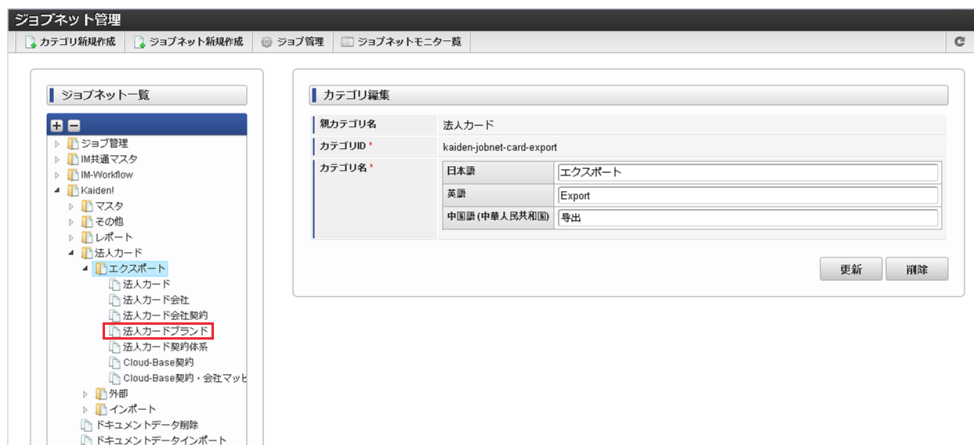 ジョブネット管理
カテゴリ新規作成 ジョブネット新規作成 ジョブ管理 ジョブネットモニタ一覧
ジョブネット一覧
ジョブ管理
IM共通マスタ
IM-Workflow
Kaiden!
マスタ
その他
レポート
法人カード
エクスポート
法人カード
法人カード会社
法人カード会社契約
法人カードブランド
法人カード契約体系
Cloud-Base契約
Cloud-Base契約・会社マッピ
外部
インポート
ドキュメントデータ削除
ドキュメントデータインポート
カテゴリ編集
親カテゴリ名 法人カード
カテゴリID * kaiden-jobnet-card-export
カテゴリ名 *
日本語 エクスポート
英語 Export
中国語 (中華人民共和国) 导出
更新 削除